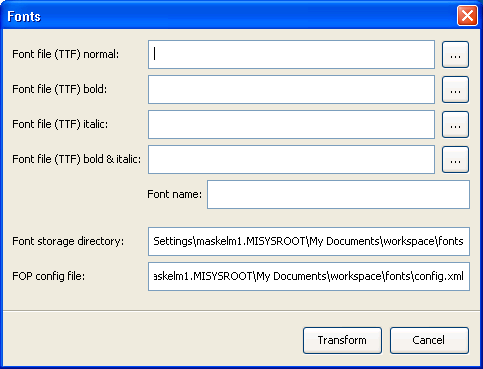 Fonts
Font file (TTF) normal:
...
Font file (TTF) bold:
...
Font file (TTF) italic:
...
Font file (TTF) bold & italic:
...
Font name:
Font storage directory: Settings\maskelm1.MISYSROOT\My Documents\workspace\fonts
FOP config file: askelm1.MISYSROOT\My Documents\workspace\fonts\config.xml
Transform Cancel